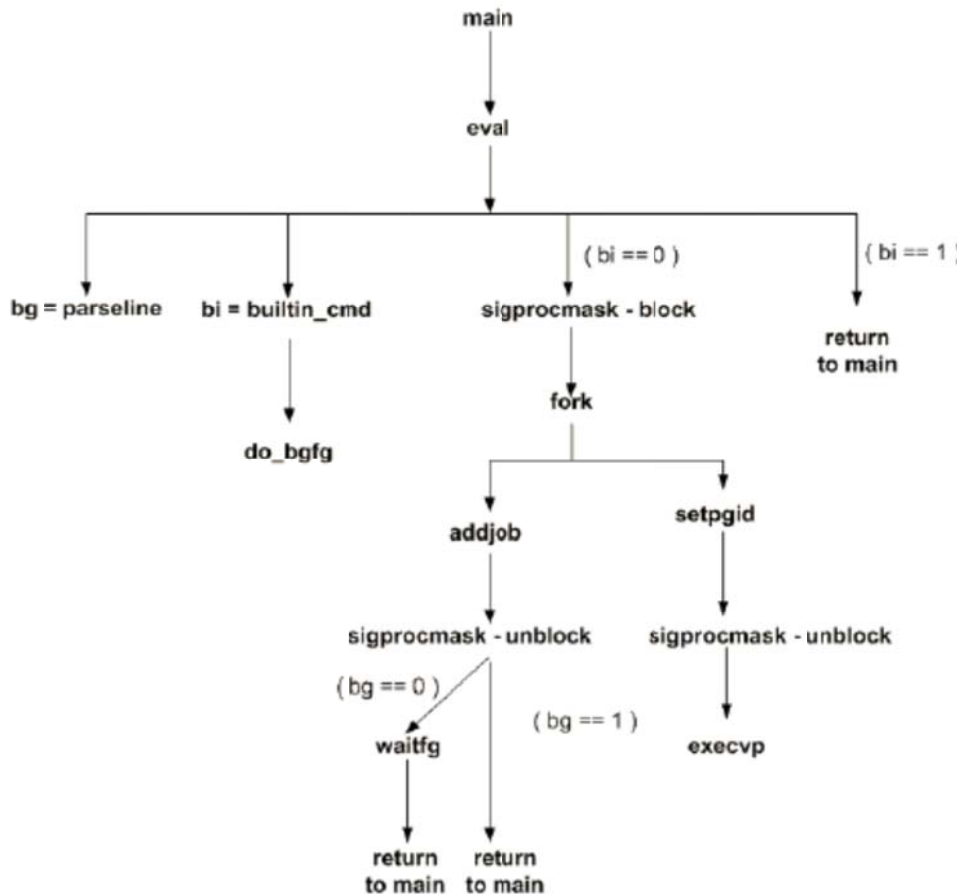 main
eval
( bi == 0 )
( bi == 1 )
bg = parseline
bi = builtin_cmd
sigprocmask - block
return
to main
fork
do_bgfg
addjob
setpgid
sigprocmask - unblock
sigprocmask - unblock
( bg == 0 )
( bg == 1 )
waitfg
execvp
return
to main
return
to main